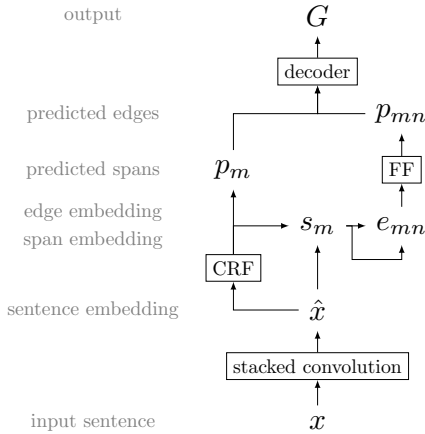 output G
decoder
predicted edges p_mn
predicted spans p_m FF
edge embedding
s_m e_mn
span embedding
CRF
sentence embedding x̂
stacked convolution
input sentence x